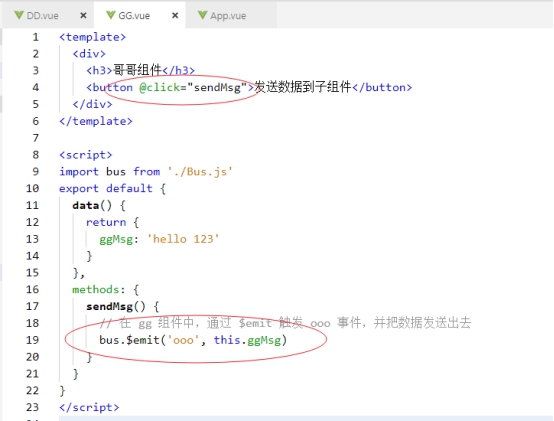 DD.vue × GG.vue × App.vue
1 <template>
2 <div>
3 <h3>哥哥组件</h3>
4 <button @click="sendMsg">发送数据到子组件</button>
5 </div>
6 </template>
7
8 <script>
9 import bus from './Bus.js'
10 export default {
11 data() {
12 return {
13 ggMsg: 'hello 123'
14 }
15 },
16 methods: {
17 sendMsg() {
18 // 在 gg 组件中，通过 $emit 触发 ooo 事件，并把数据发送出去
19 bus.$emit('ooo', this.ggMsg)
20 }
21 }
22 }
23 </script>